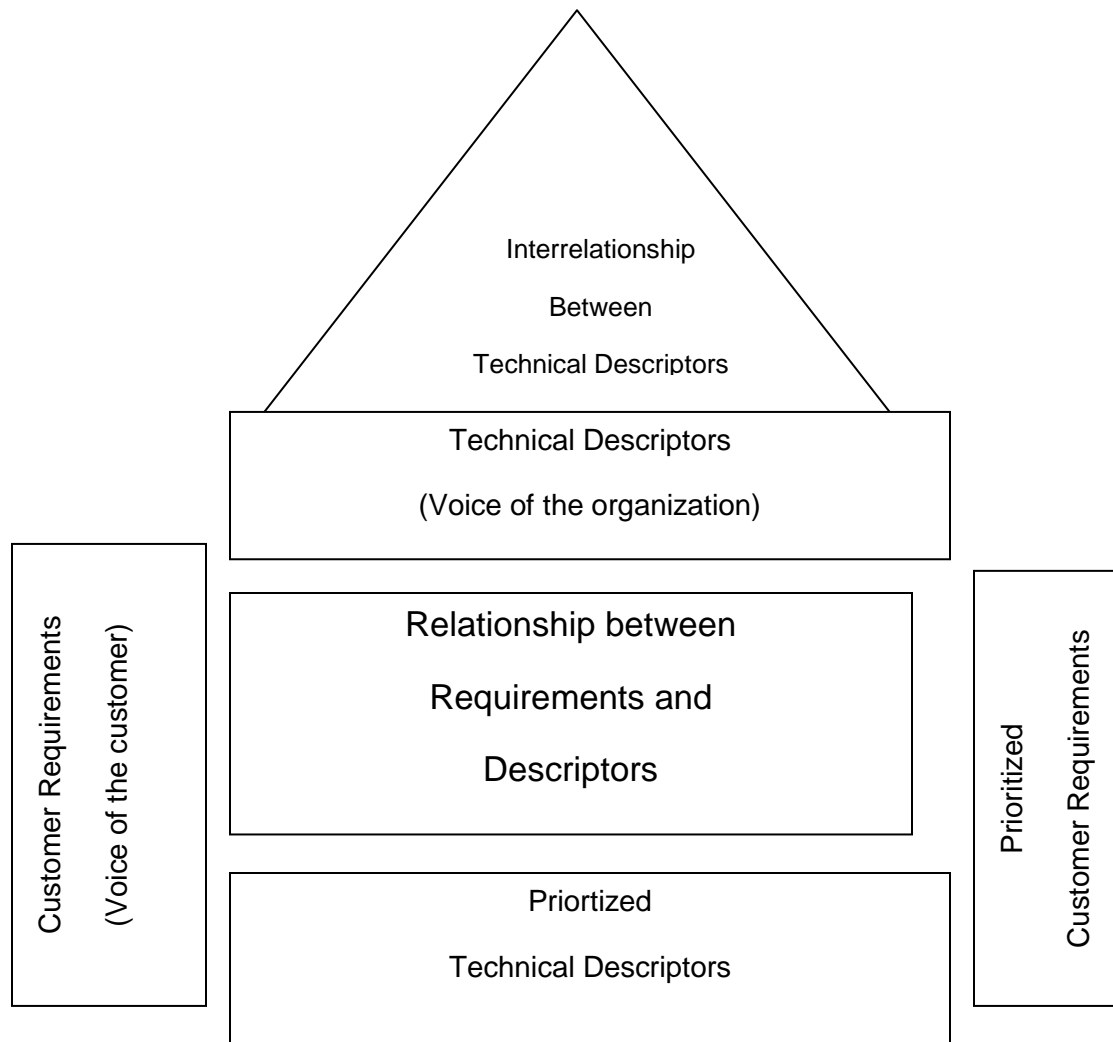 Interrelationship
Between
Technical Descriptors
Technical Descriptors
(Voice of the organization)
Customer Requirements
(Voice of the customer)
Relationship between
Requirements and
Descriptors
Prioritized
Customer Requirements
Priortized
Technical Descriptors